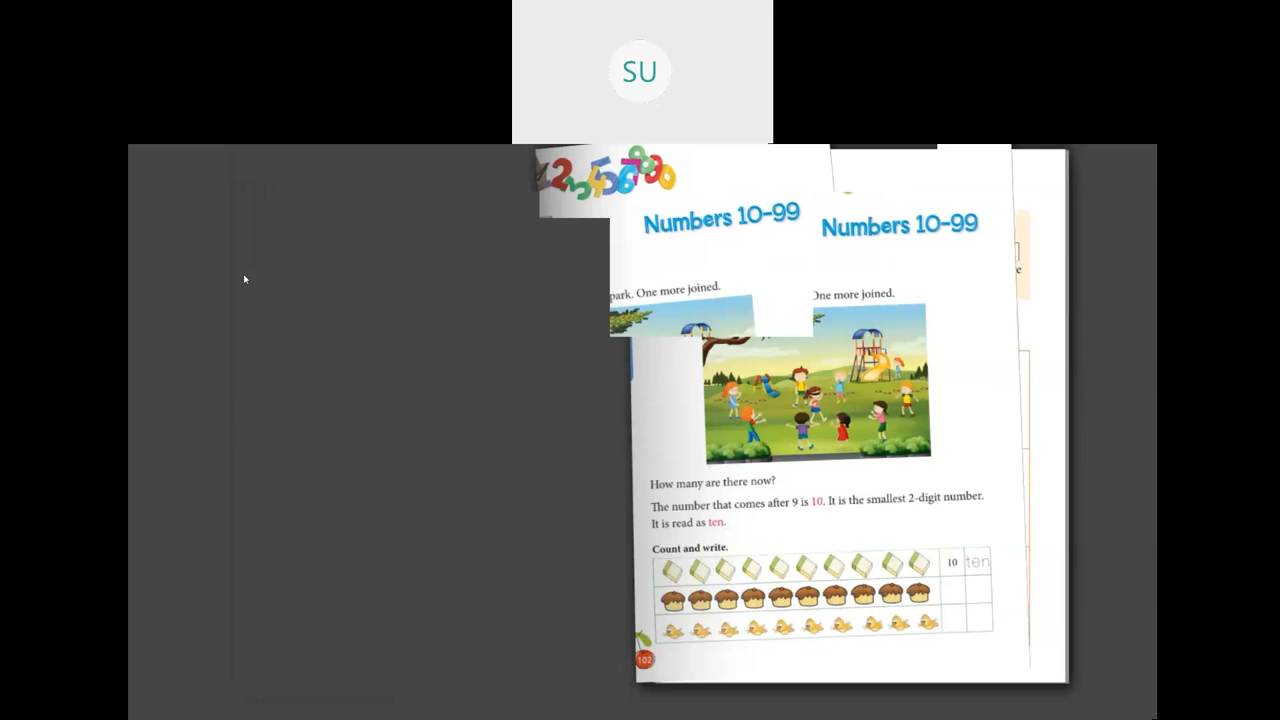 SU
Numbers 10-99
Numbers 10-99
park. One more joined.
One more joined.
How many are there now?
The number that comes after 9 is 10. It is the smallest 2-digit number.
It is read as ten.
Count and write.
10 ten
102